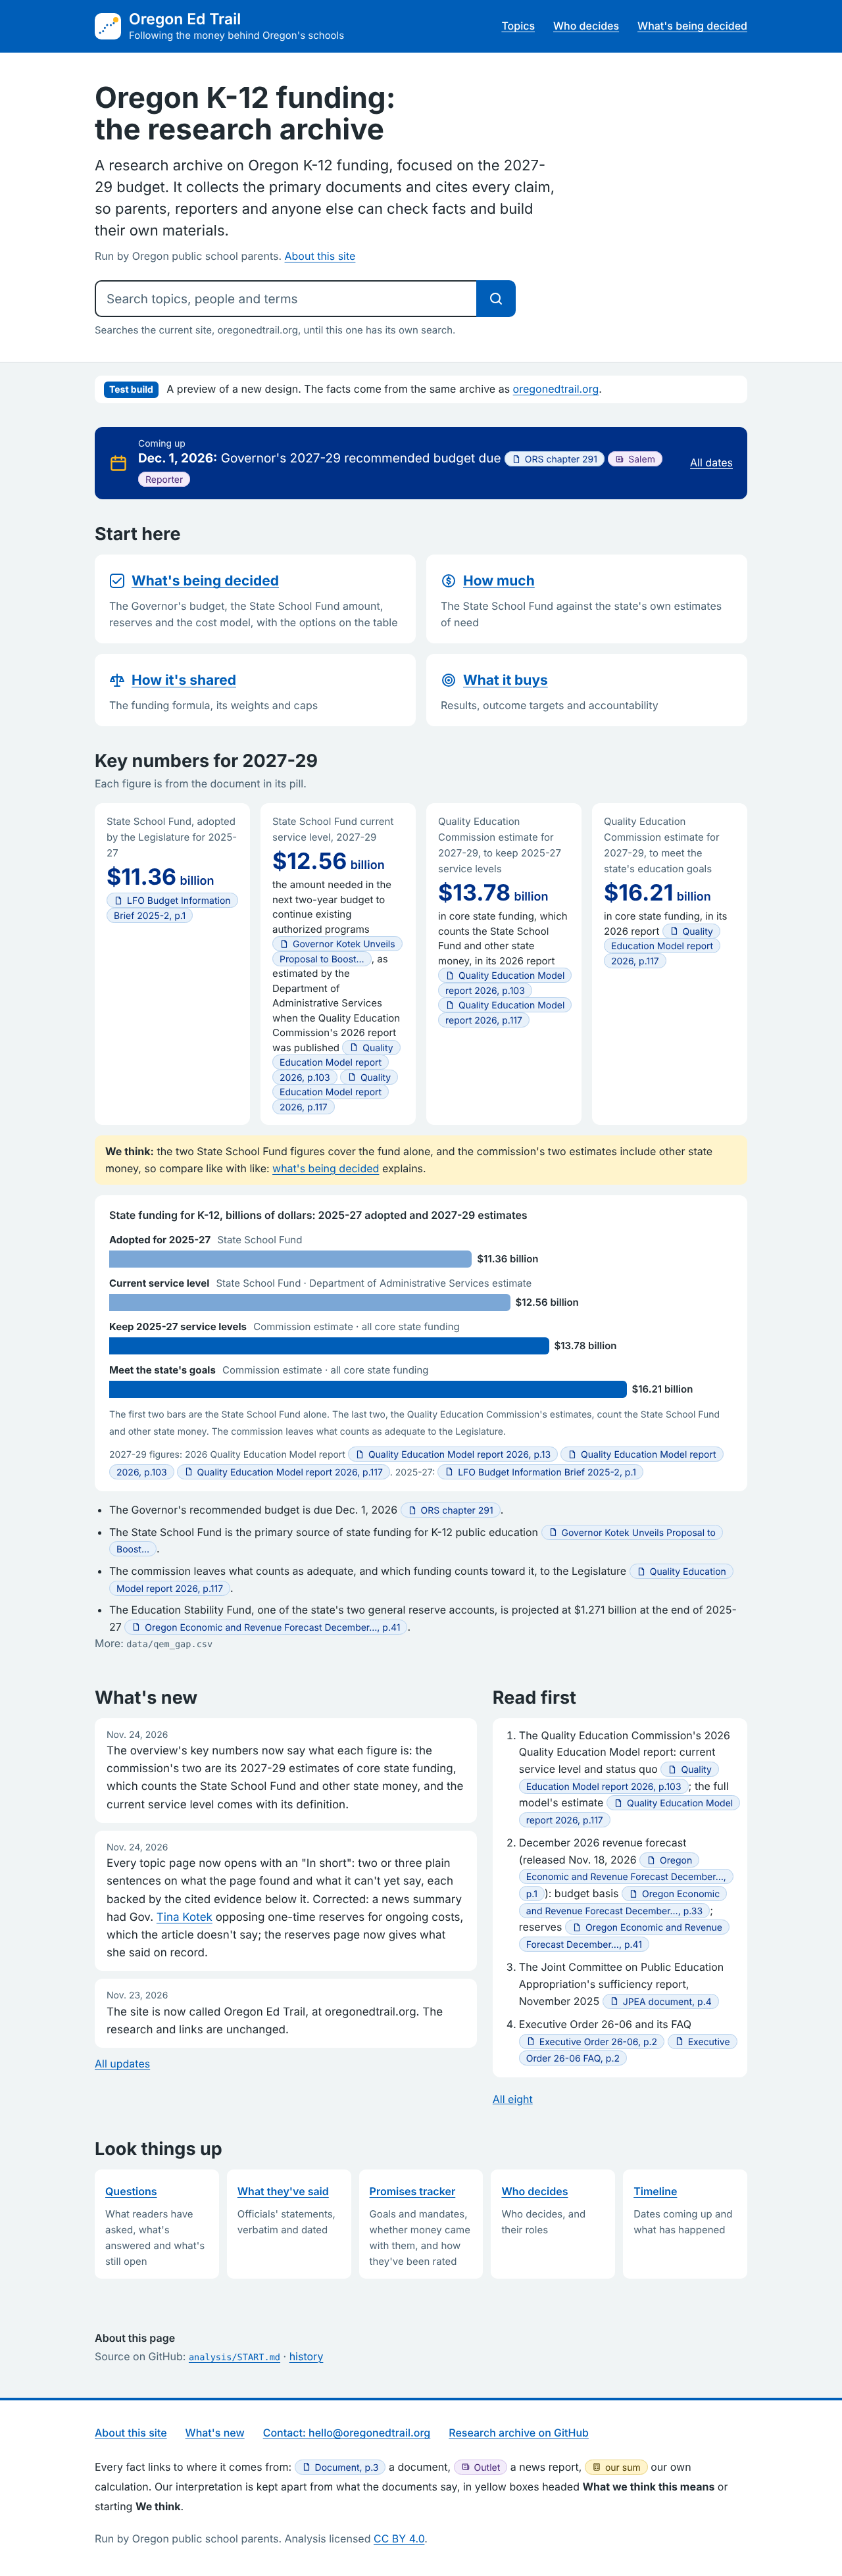 Oregon Ed Trail
Following the money behind Oregon's schools
Topics
Who decides
What's being decided
Oregon K-12 funding:
the research archive
A research archive on Oregon K-12 funding, focused on the 2027-
29 budget. It collects the primary documents and cites every claim,
so parents, reporters and anyone else can check facts and build
their own materials.
Run by Oregon public school parents. About this site
Search topics, people and terms
Searches the current site, oregonedtrail.org, until this one has its own search.
Test build A preview of a new design. The facts come from the same archive as oregonedtrail.org.
Coming up
Dec. 1, 2026: Governor's 2027-29 recommended budget due ORS chapter 291 Salem
Reporter
All dates
Start here
What's being decided
The Governor's budget, the State School Fund amount,
reserves and the cost model, with the options on the table
How much
The State School Fund against the state's own estimates
of need
How it's shared
The funding formula, its weights and caps
What it buys
Results, outcome targets and accountability
Key numbers for 2027-29
Each figure is from the document in its pill.
State School Fund, adopted
by the Legislature for 2025-
27
$11.36 billion
LFO Budget Information
Brief 2025-2, p.1
State School Fund current
service level, 2027-29
$12.56 billion
the amount needed in the
next two-year budget to
continue existing
authorized programs
Governor Kotek Unveils
Proposal to Boost... , as
estimated by the
Department of
Administrative Services
when the Quality Education
Commission's 2026 report
was published Quality
Education Model report
2026, p.103 Quality
Education Model report
2026, p.117
Quality Education
Commission estimate for
2027-29, to keep 2025-27
service levels
$13.78 billion
in core state funding, which
counts the State School
Fund and other state
money, in its 2026 report
Quality Education Model
report 2026, p.103
Quality Education Model
report 2026, p.117
Quality Education
Commission estimate for
2027-29, to meet the
state's education goals
$16.21 billion
in core state funding, in its
2026 report Quality
Education Model report
2026, p.117
We think: the two State School Fund figures cover the fund alone, and the commission's two estimates include other state
money, so compare like with like: what's being decided explains.
State funding for K-12, billions of dollars: 2025-27 adopted and 2027-29 estimates
Adopted for 2025-27 State School Fund
$11.36 billion
Current service level State School Fund · Department of Administrative Services estimate
$12.56 billion
Keep 2025-27 service levels Commission estimate · all core state funding
$13.78 billion
Meet the state's goals Commission estimate · all core state funding
$16.21 billion
The first two bars are the State School Fund alone. The last two, the Quality Education Commission's estimates, count the State School Fund
and other state money. The commission leaves what counts as adequate to the Legislature.
2027-29 figures: 2026 Quality Education Model report Quality Education Model report 2026, p.13 Quality Education Model report
2026, p.103 Quality Education Model report 2026, p.117 . 2025-27: LFO Budget Information Brief 2025-2, p.1
• The Governor's recommended budget is due Dec. 1, 2026 ORS chapter 291 .
• The State School Fund is the primary source of state funding for K-12 public education Governor Kotek Unveils Proposal to
Boost... .
• The commission leaves what counts as adequate, and which funding counts toward it, to the Legislature Quality Education
Model report 2026, p.117 .
• The Education Stability Fund, one of the state's two general reserve accounts, is projected at $1.271 billion at the end of 2025-
27 Oregon Economic and Revenue Forecast December..., p.41 .
More: data/qem_gap.csv
What's new
Nov. 24, 2026
The overview's key numbers now say what each figure is: the
commission's two are its 2027-29 estimates of core state funding,
which counts the State School Fund and other state money, and the
current service level comes with its definition.
Nov. 24, 2026
Every topic page now opens with an "In short": two or three plain
sentences on what the page found and what it can't yet say, each
backed by the cited evidence below it. Corrected: a news summary
had Gov. Tina Kotek opposing one-time reserves for ongoing costs,
which the article doesn't say; the reserves page now gives what
she said on record.
Nov. 23, 2026
The site is now called Oregon Ed Trail, at oregonedtrail.org. The
research and links are unchanged.
All updates
Read first
1. The Quality Education Commission's 2026
Quality Education Model report: current
service level and status quo Quality
Education Model report 2026, p.103 ; the full
model's estimate Quality Education Model
report 2026, p.117
2. December 2026 revenue forecast
(released Nov. 18, 2026 Oregon
Economic and Revenue Forecast December...,
p.1 ): budget basis Oregon Economic
and Revenue Forecast December..., p.33 ;
reserves Oregon Economic and Revenue
Forecast December..., p.41
3. The Joint Committee on Public Education
Appropriation's sufficiency report,
November 2025 JPEA document, p.4
4. Executive Order 26-06 and its FAQ
Executive Order 26-06, p.2 Executive
Order 26-06 FAQ, p.2
All eight
Look things up
Questions
What readers have
asked, what's
answered and what's
still open
What they've said
Officials' statements,
verbatim and dated
Promises tracker
Goals and mandates,
whether money came
with them, and how
they've been rated
Who decides
Who decides, and
their roles
Timeline
Dates coming up and
what has happened
About this page
Source on GitHub: analysis/START.md · history
About this site
What's new
Contact: hello@oregonedtrail.org
Research archive on GitHub
Every fact links to where it comes from: Document, p.3 a document, Outlet a news report, our sum our own
calculation. Our interpretation is kept apart from what the documents say, in yellow boxes headed What we think this means or
starting We think.
Run by Oregon public school parents. Analysis licensed CC BY 4.0.